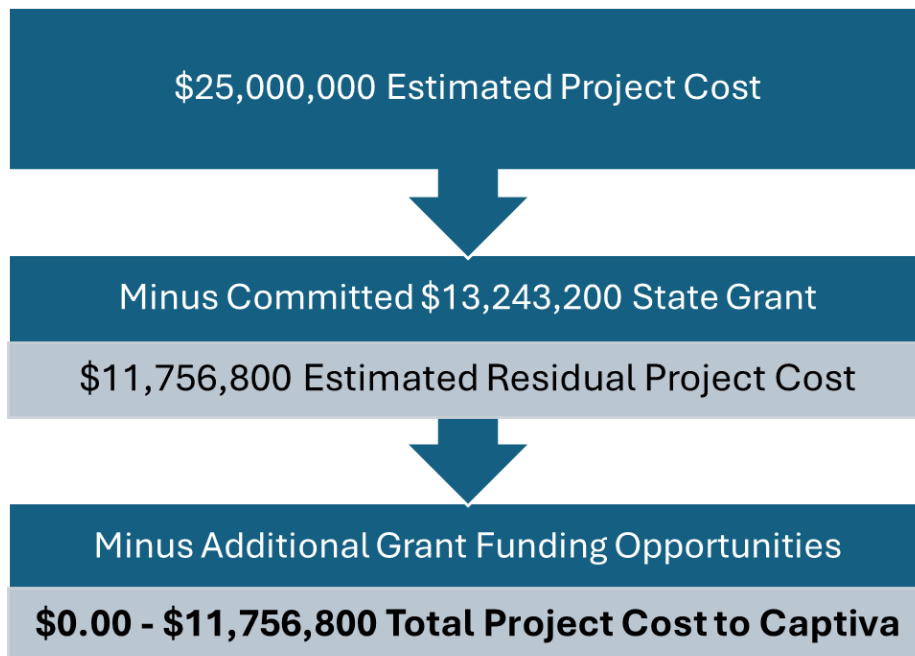 $25,000,000 Estimated Project Cost
Minus Committed $13,243,200 State Grant
$11,756,800 Estimated Residual Project Cost
Minus Additional Grant Funding Opportunities
$0.00 - $11,756,800 Total Project Cost to Captiva